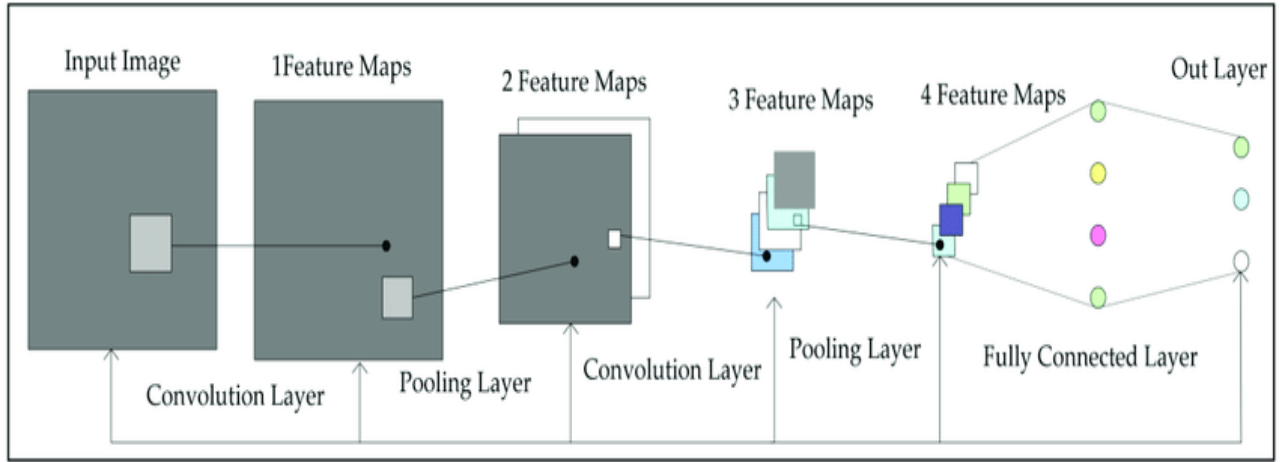 Input Image
1Feature Maps
2 Feature Maps
3 Feature Maps
4 Feature Maps
Out Layer
Convolution Layer
Pooling Layer
Convolution Layer
Pooling Layer
Fully Connected Layer